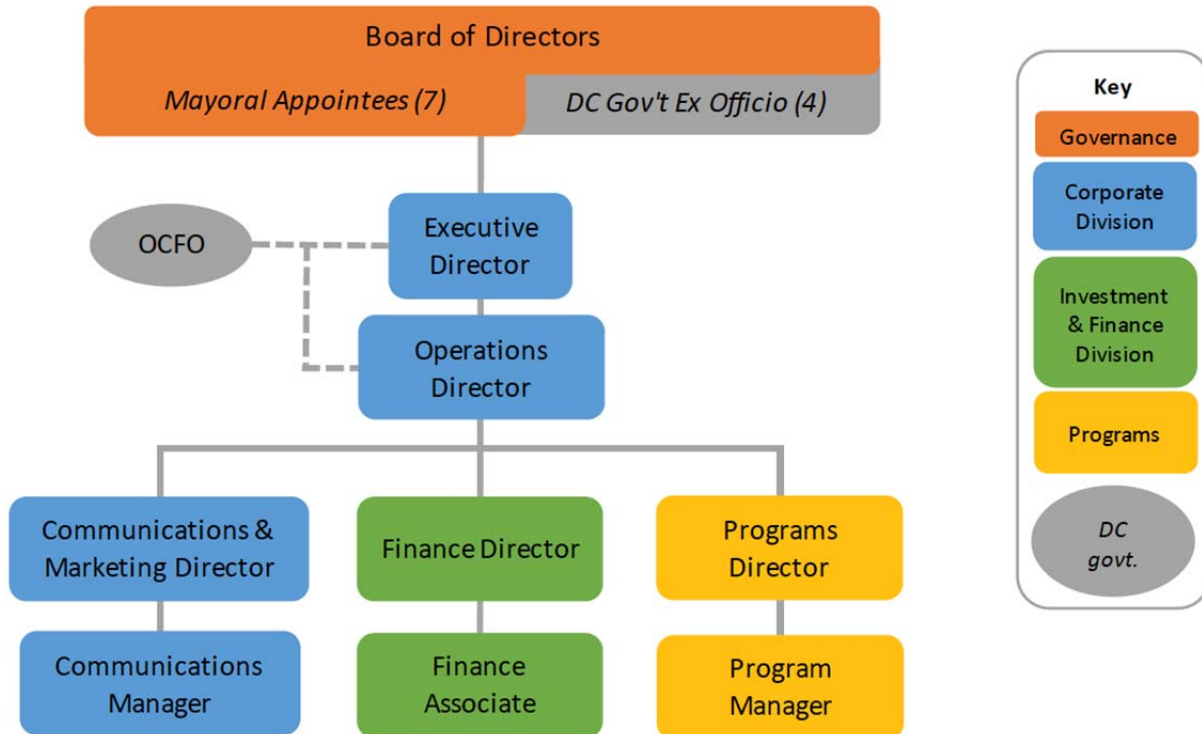 Board of Directors
Mayoral Appointees (7)
DC Gov't Ex Officio (4)
OCFO
Executive
Director
Operations
Director
Communications &
Marketing Director
Finance Director
Programs
Director
Communications
Manager
Finance
Associate
Program
Manager
Key
Governance
Corporate
Division
Investment
& Finance
Division
Programs
DC
govt.